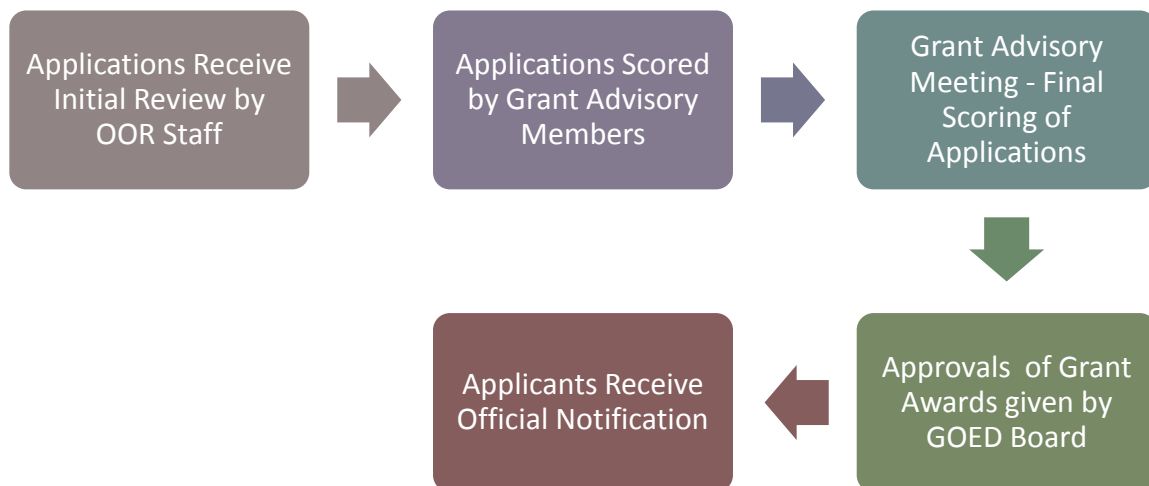 Applications Receive
Initial Review by
OOR Staff
Applications Scored
by Grant Advisory
Members
Grant Advisory
Meeting - Final
Scoring of
Applications
Approvals  of Grant
Awards given by
GOED Board
Applicants Receive
Official Notification